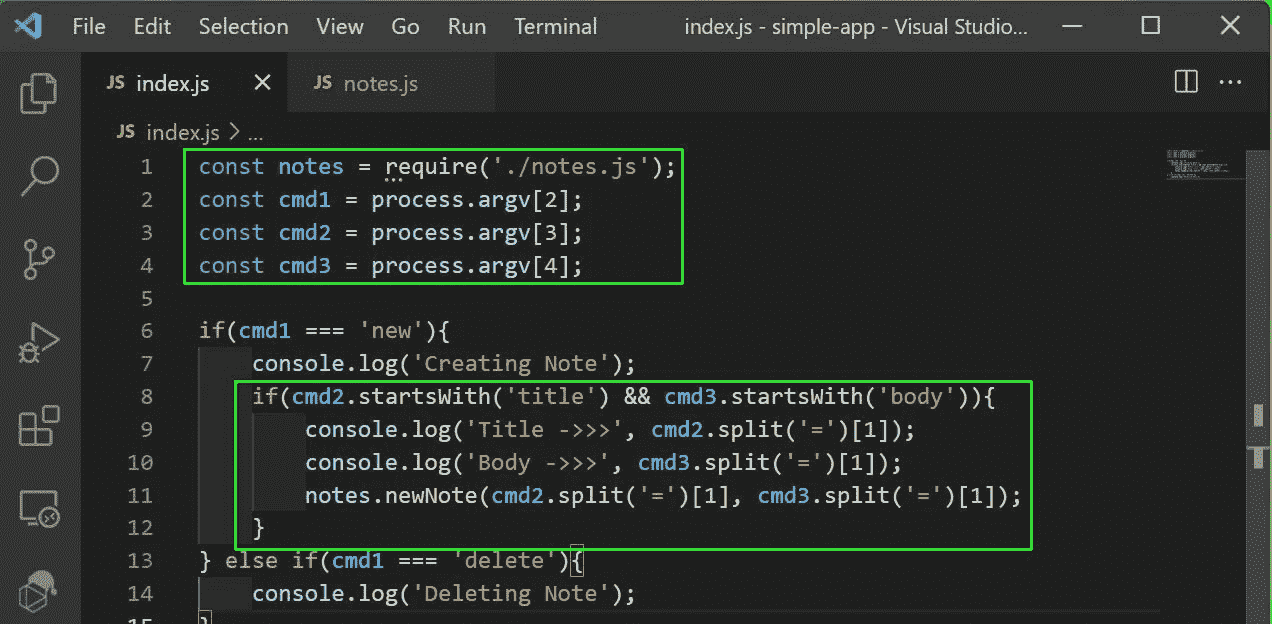 File Edit Selection View Go Run Terminal index.js - simple-app - Visual Studio...
JS index.js JS notes.js
JS index.js > ...
1 const notes = require('./notes.js');
2 const cmd1 = process.argv[2];
3 const cmd2 = process.argv[3];
4 const cmd3 = process.argv[4];
5
6 if(cmd1 === 'new'){
7 console.log('Creating Note');
8 if(cmd2.startsWith('title') && cmd3.startsWith('body')){
9 console.log('Title ->>>', cmd2.split('=')[1]);
10 console.log('Body ->>>', cmd3.split('=')[1]);
11 notes.newNote(cmd2.split('=')[1], cmd3.split('=')[1]);
12 }
13 } else if(cmd1 === 'delete'){
14 console.log('Deleting Note');
15 }